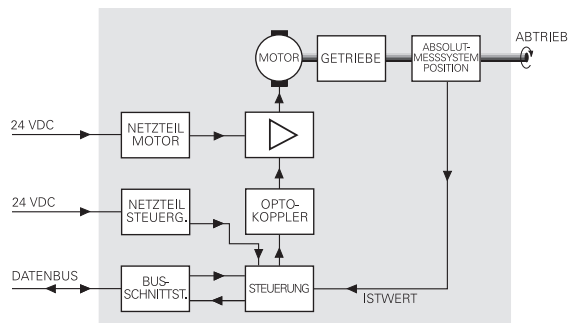 ABTRIEB
MOTOR
GETRIEBE
ABSOLUT-
MESSSYSTEM
POSITION
24 VDC
NETZTEIL
MOTOR
24 VDC
NETZTEIL
STEUERG.
OPTO-
KOPPLER
DATENBUS
BUS-
SCHNITTST.
STEUERUNG
ISTWERT